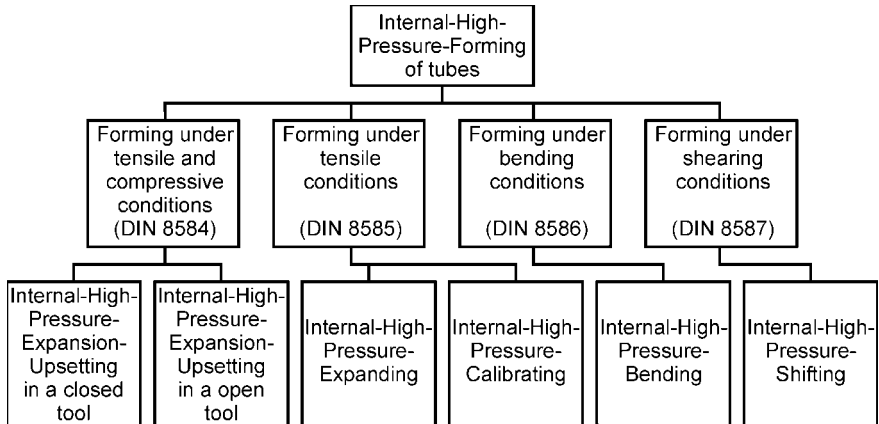 Internal-High-
Pressure-Forming
of tubes
Forming under
tensile and
compressive
conditions
(DIN 8584)
Forming under
tensile
conditions
(DIN 8585)
Forming under
bending
conditions
(DIN 8586)
Forming under
shearing
conditions
(DIN 8587)
Internal-High-
Pressure-
Expansion-
Upsetting
in a closed
tool
Internal-High-
Pressure-
Expansion-
Upsetting
in a open
tool
Internal-High-
Pressure-
Expanding
Internal-High-
Pressure-
Calibrating
Internal-High-
Pressure-
Bending
Internal-High-
Pressure-
Shifting